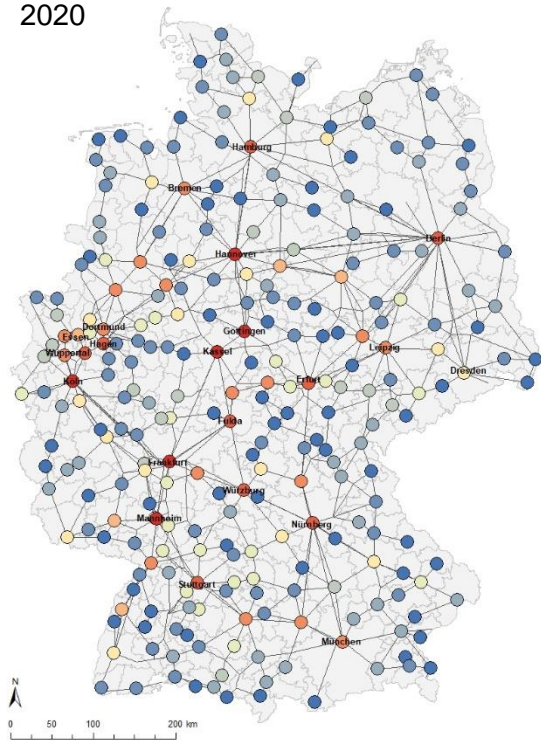 2020
Hamburg
Bremen
Hannover
Berlin
Dortmund
Essen
Hagen
Wuppertal
Göttingen
Kassel
Leipzig
Köln
Erfurt
Dresden
Fulda
Frankfurt
Würzburg
Mannheim
Nürnberg
Stuttgart
München
N
0 50 100 200 km